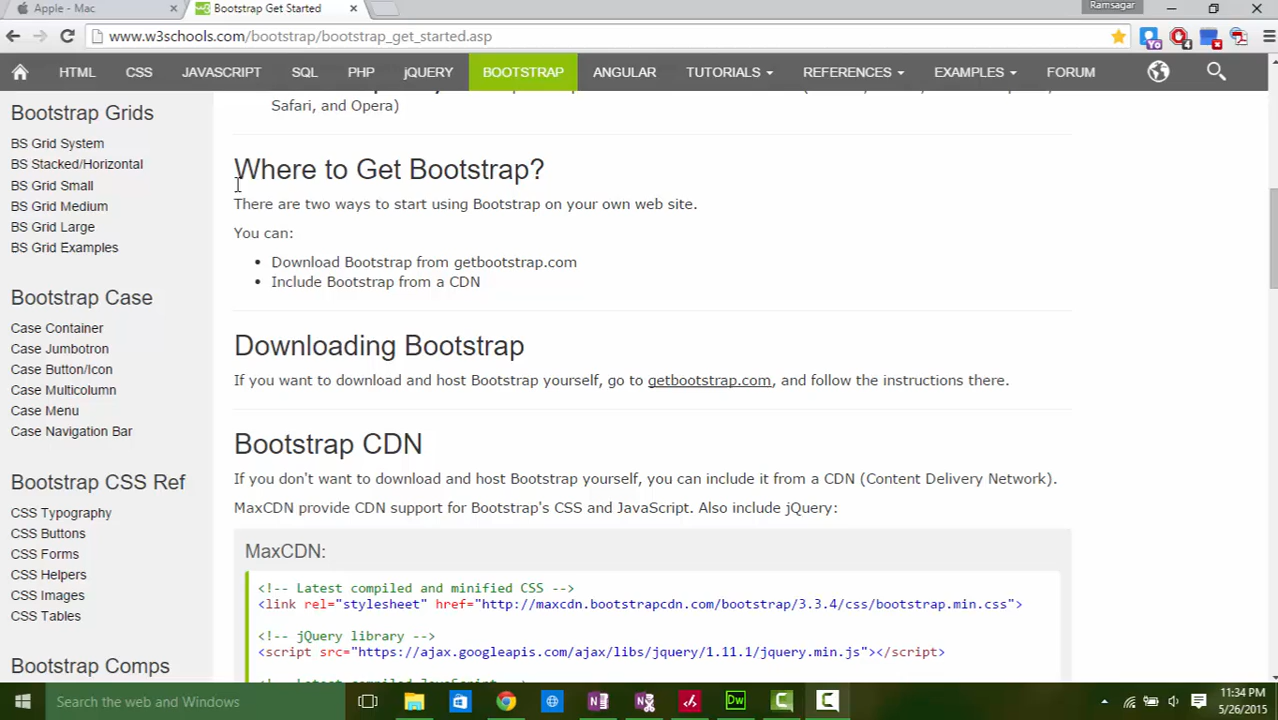 Apple - Mac
Bootstrap Get Started
Ramsagar
www.w3schools.com/bootstrap/bootstrap_get_started.asp
Yo
4
HTML CSS JAVASCRIPT SQL PHP jQUERY BOOTSTRAP ANGULAR TUTORIALS REFERENCES EXAMPLES FORUM
Safari, and Opera)
Bootstrap Grids
BS Grid System
BS Stacked/Horizontal
BS Grid Small
BS Grid Medium
BS Grid Large
BS Grid Examples
Bootstrap Case
Case Container
Case Jumbotron
Case Button/Icon
Case Multicolumn
Case Menu
Case Navigation Bar
Bootstrap CSS Ref
CSS Typography
CSS Buttons
CSS Forms
CSS Helpers
CSS Images
CSS Tables
Bootstrap Comps
Where to Get Bootstrap?
There are two ways to start using Bootstrap on your own web site.
You can:
• Download Bootstrap from getbootstrap.com
• Include Bootstrap from a CDN
Downloading Bootstrap
If you want to download and host Bootstrap yourself, go to getbootstrap.com, and follow the instructions there.
Bootstrap CDN
If you don't want to download and host Bootstrap yourself, you can include it from a CDN (Content Delivery Network).
MaxCDN provide CDN support for Bootstrap's CSS and JavaScript. Also include jQuery:
MaxCDN:
<!-- Latest compiled and minified CSS -->
<link rel="stylesheet" href="http://maxcdn.bootstrapcdn.com/bootstrap/3.3.4/css/bootstrap.min.css">
<!-- jQuery library -->
<script src="https://ajax.googleapis.com/ajax/libs/jquery/1.11.1/jquery.min.js"></script>
Search the web and Windows
Dw
11:34 PM
5/26/2015